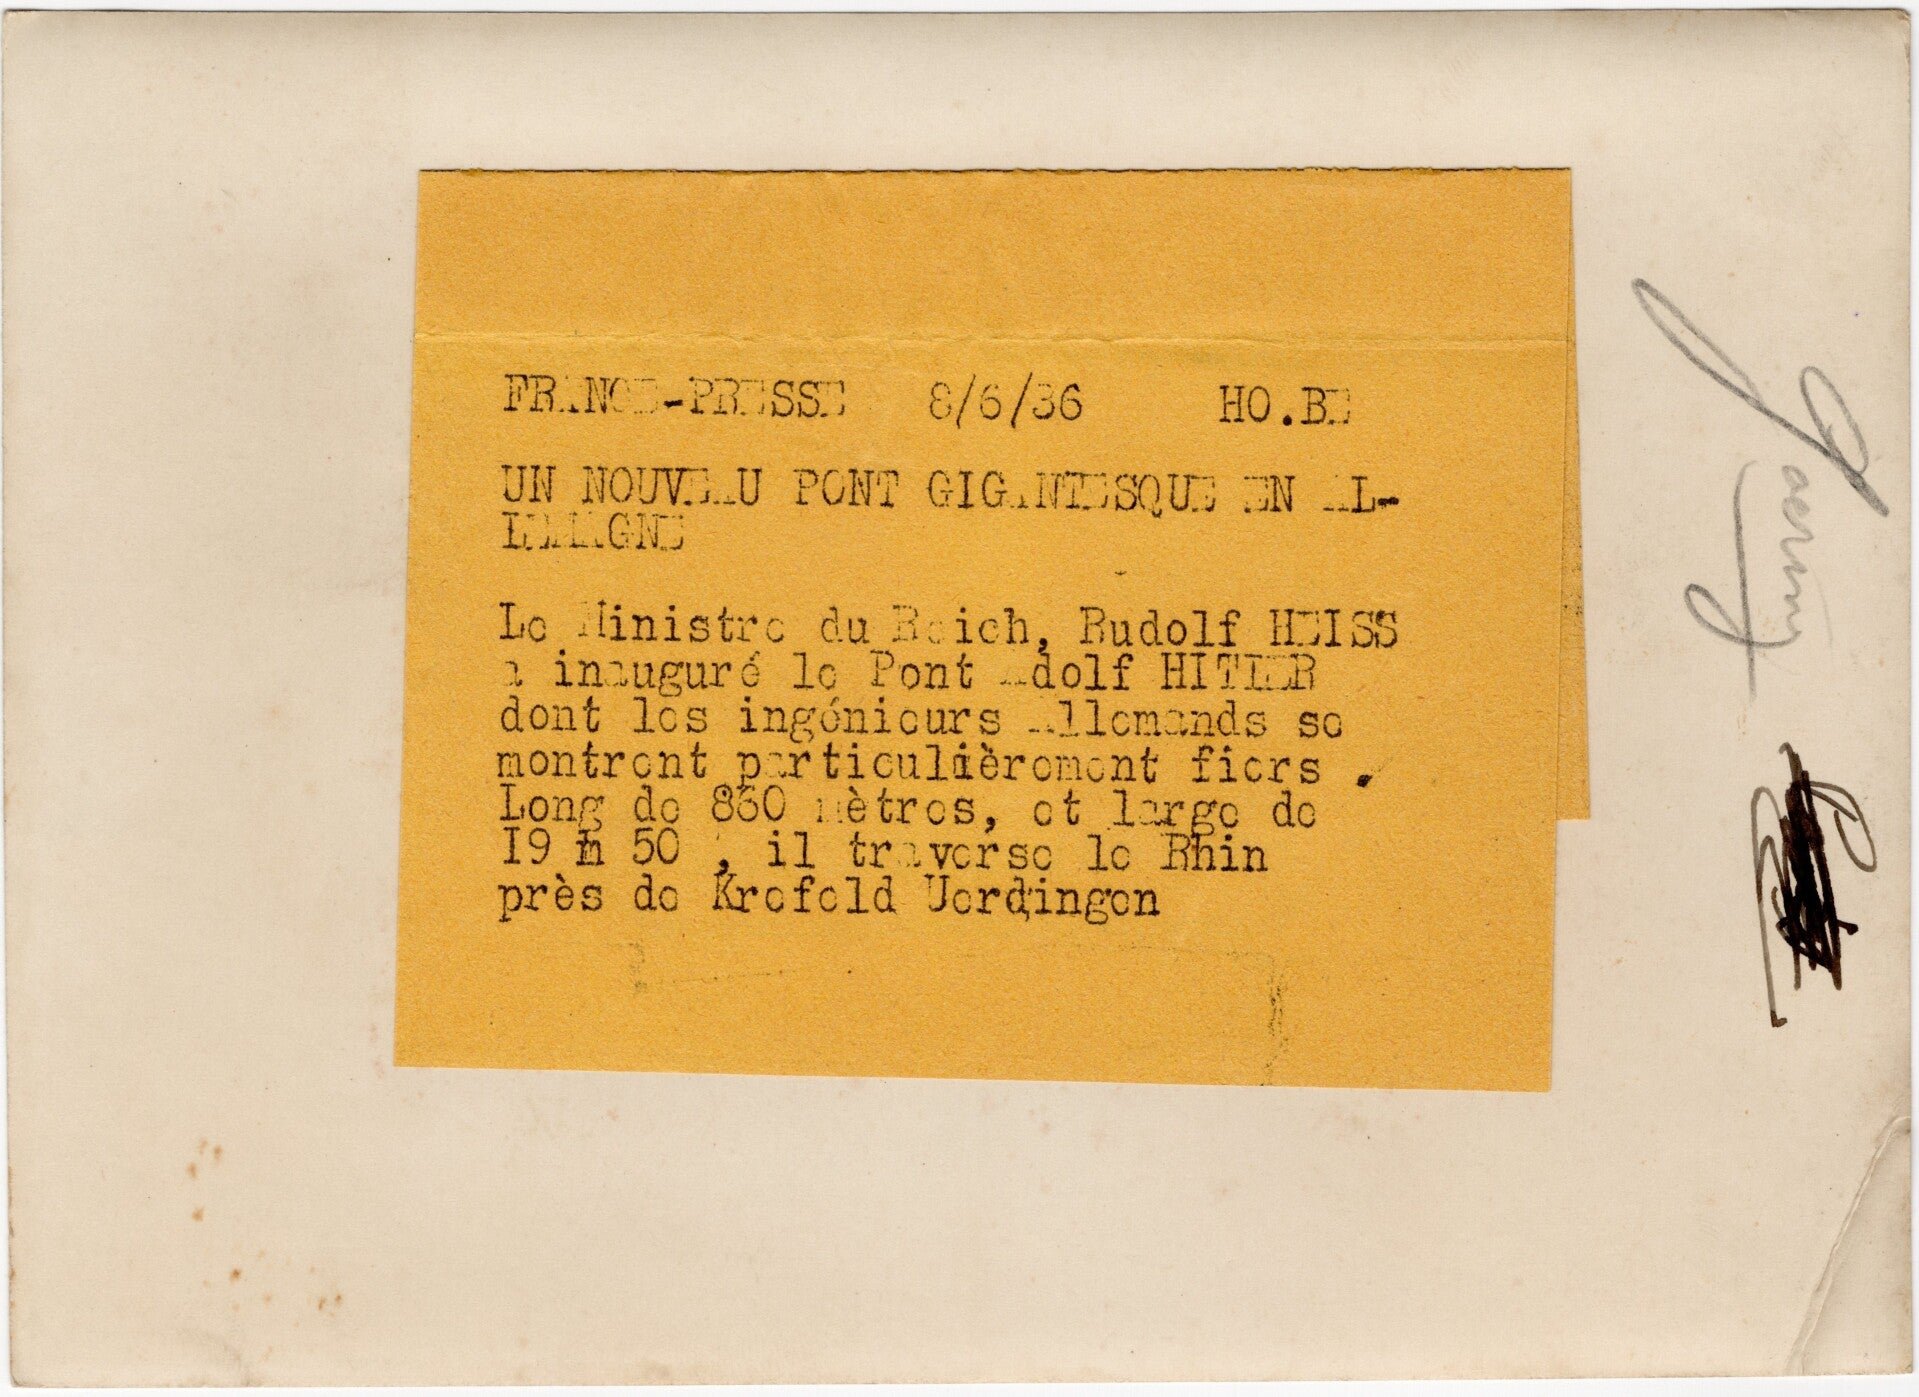 FRANCE-PRESSE 8/6/36 HO.BE
UN NOUVEAU PONT GIGANTESQUE EN AL-
LEMAGNE
Le Ministre du Reich, Rudolf HEISS
a inauguré le Pont Adolf HITLER
dont les ingénieurs Allemands se
montrent particulièrement fiers .
Long de 860 mètres, et large de
19 m 50 , il traverse le Rhin
près de Krefeld Uerdingen